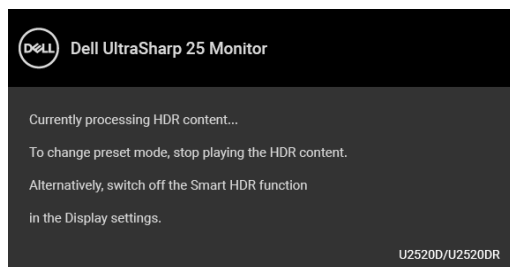 DELL
Dell UltraSharp 25 Monitor
Currently processing HDR content...
To change preset mode, stop playing the HDR content.
Alternatively, switch off the Smart HDR function
in the Display settings.
U2520D/U2520DR